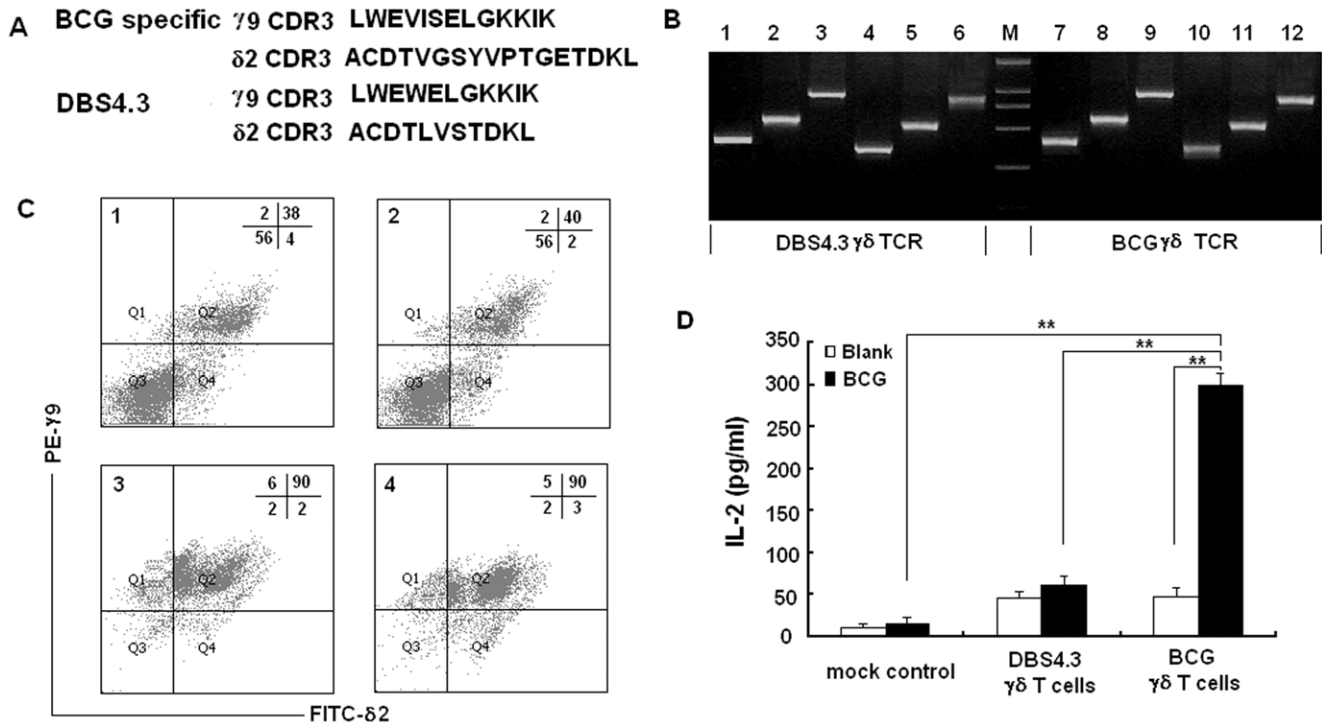 A
BCG specific γ9 CDR3 LWEVISELGKKIK
δ2 CDR3 ACDTVGSYVPTGETDKL
DBS4.3 γ9 CDR3 LWEWELGKKIK
δ2 CDR3 ACDTLVSTDKL
B
1 2 3 4 5 6 M 7 8 9 10 11 12
DBS4.3 γδ TCR BCG γδ TCR
C
1
2 38
56 4
Q1 Q2
Q3 Q4
2
2 40
56 2
Q1 Q2
Q3 Q4
3
6 90
2 2
Q1 Q2
Q3 Q4
4
5 90
2 3
Q1 Q2
Q3 Q4
PE-γ9
FITC-δ2
D
**
**
**
Blank
BCG
IL-2 (pg/ml)
350
300
250
200
150
100
50
0
mock control
DBS4.3
γδ T cells
BCG
γδ T cells